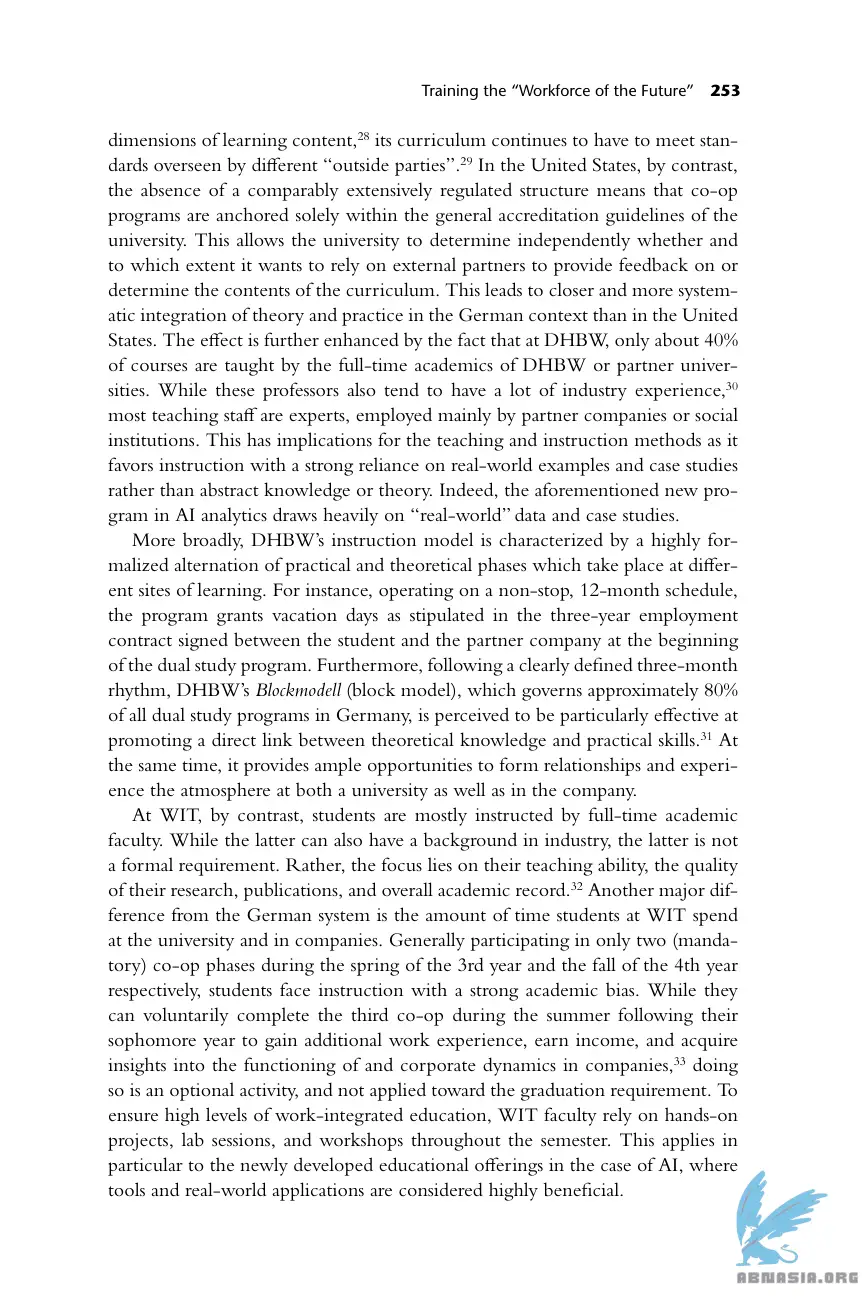 Training the “Workforce of the Future” 253
dimensions of learning content,28 its curriculum continues to have to meet stan-
dards overseen by different “outside parties”.29 In the United States, by contrast,
the absence of a comparably extensively regulated structure means that co-op
programs are anchored solely within the general accreditation guidelines of the
university. This allows the university to determine independently whether and
to which extent it wants to rely on external partners to provide feedback on or
determine the contents of the curriculum. This leads to closer and more system-
atic integration of theory and practice in the German context than in the United
States. The effect is further enhanced by the fact that at DHBW, only about 40%
of courses are taught by the full-time academics of DHBW or partner univer-
sities. While these professors also tend to have a lot of industry experience,30
most teaching staff are experts, employed mainly by partner companies or social
institutions. This has implications for the teaching and instruction methods as it
favors instruction with a strong reliance on real-world examples and case studies
rather than abstract knowledge or theory. Indeed, the aforementioned new pro-
gram in AI analytics draws heavily on “real-world” data and case studies.
More broadly, DHBW’s instruction model is characterized by a highly for-
malized alternation of practical and theoretical phases which take place at differ-
ent sites of learning. For instance, operating on a non-stop, 12-month schedule,
the program grants vacation days as stipulated in the three-year employment
contract signed between the student and the partner company at the beginning
of the dual study program. Furthermore, following a clearly defined three-month
rhythm, DHBW’s Blockmodell (block model), which governs approximately 80%
of all dual study programs in Germany, is perceived to be particularly effective at
promoting a direct link between theoretical knowledge and practical skills.31 At
the same time, it provides ample opportunities to form relationships and experi-
ence the atmosphere at both a university as well as in the company.
At WIT, by contrast, students are mostly instructed by full-time academic
faculty. While the latter can also have a background in industry, the latter is not
a formal requirement. Rather, the focus lies on their teaching ability, the quality
of their research, publications, and overall academic record.32 Another major dif-
ference from the German system is the amount of time students at WIT spend
at the university and in companies. Generally participating in only two (manda-
tory) co-op phases during the spring of the 3rd year and the fall of the 4th year
respectively, students face instruction with a strong academic bias. While they
can voluntarily complete the third co-op during the summer following their
sophomore year to gain additional work experience, earn income, and acquire
insights into the functioning of and corporate dynamics in companies,33 doing
so is an optional activity, and not applied toward the graduation requirement. To
ensure high levels of work-integrated education, WIT faculty rely on hands-on
projects, lab sessions, and workshops throughout the semester. This applies in
particular to the newly developed educational offerings in the case of AI, where
tools and real-world applications are considered highly beneficial.
ABNASIA.ORG